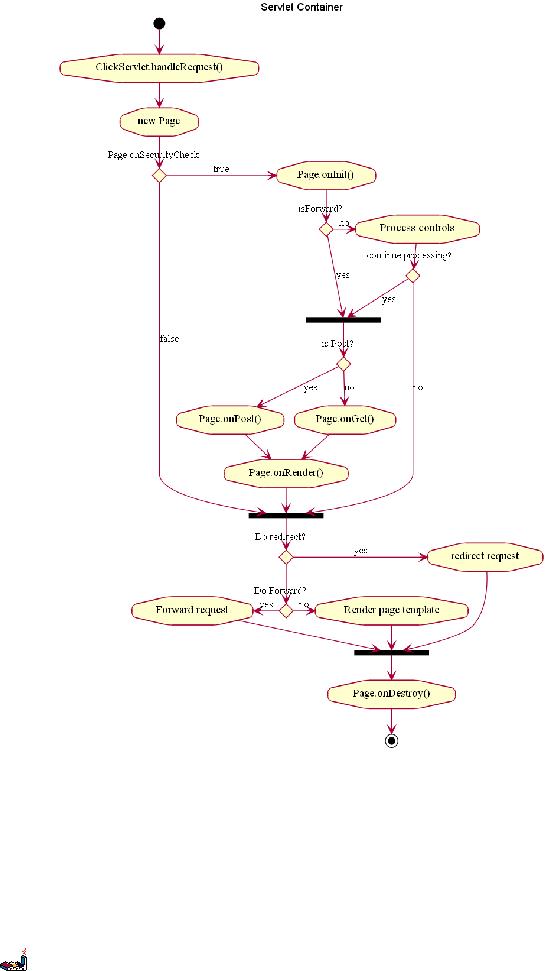 Servlet Container
ClickServlet.handleRequest()
new Page
Page.onSecurityCheck
true
Page.onInit()
isForward?
no
Process controls
continue processing?
yes
yes
false
is Post?
yes
no
no
Page.onPost()
Page.onGet()
Page.onRender()
Do redirect?
yes
redirect request
Do Forward?
yes
no
Forward request
Render page template
Page.onDestroy()